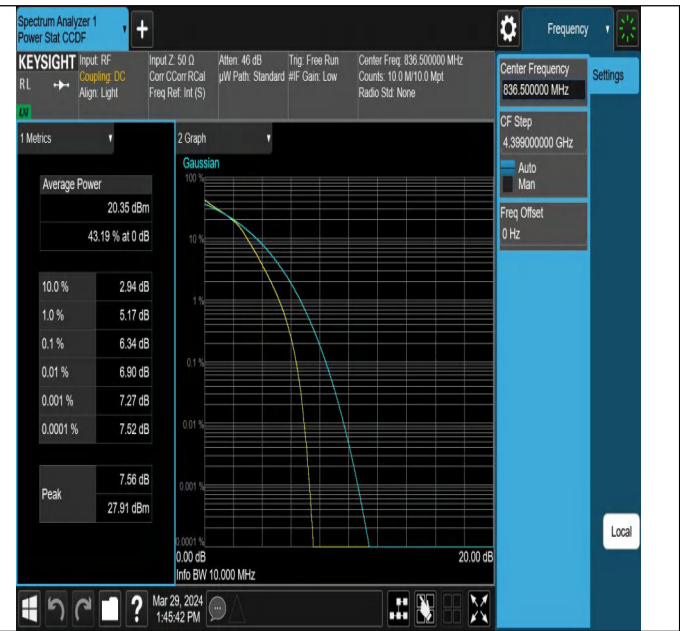 Spectrum Analyzer 1
Power Stat CCDF
Frequency
KEYSIGHT
RL
Input: RF
Coupling: DC
Align: Light
Input Z: 50 Ω
Corr CCorr RCal
Freq Ref: Int (S)
Atten: 46 dB
µW Path: Standard
Trig: Free Run
#IF Gain: Low
Center Freq: 836.500000 MHz
Counts: 10.0 M/10.0 Mpt
Radio Std: None
Center Frequency
836.500000 MHz
Settings
CF Step
4.399000000 GHz
Auto
Man
Freq Offset
0 Hz
1 Metrics
Average Power
20.35 dBm
43.19 % at 0 dB
10.0 % 2.94 dB
1.0 % 5.17 dB
0.1 % 6.34 dB
0.01 % 6.90 dB
0.001 % 7.27 dB
0.0001 % 7.52 dB
Peak
7.56 dB
27.91 dBm
2 Graph
Gaussian
100 %
10 %
1 %
0.1 %
0.01 %
0.001 %
0.0001 %
0.00 dB 20.00 dB
Info BW 10.000 MHz
Local
Mar 29, 2024
1:45:42 PM